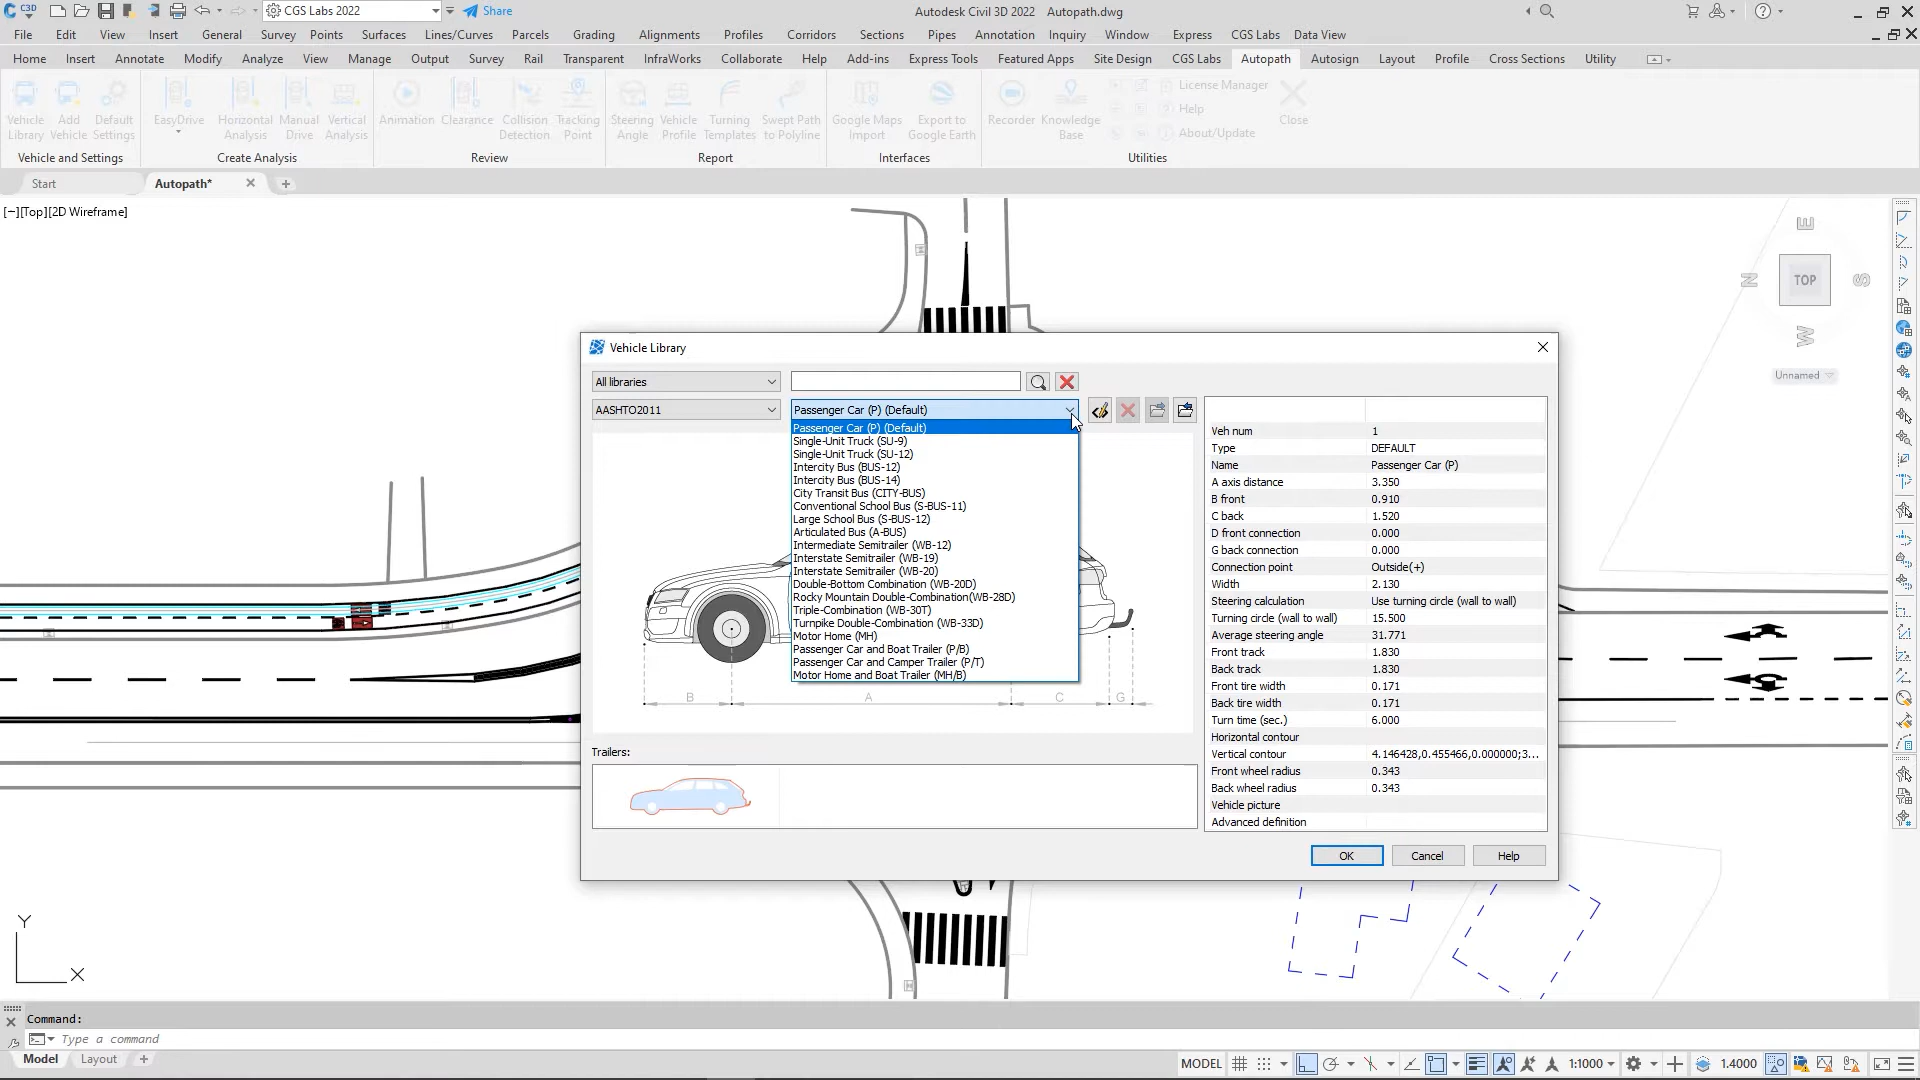 C3D CGS Labs 2022 Share Autodesk Civil 3D 2022 Autopath.dwg
File Edit View Insert General Survey Points Surfaces Lines/Curves Parcels Grading Alignments Profiles Corridors Sections Pipes Annotation Inquiry Window Express CGS Labs Data View
Home Insert Annotate Modify Analyze View Manage Output Survey Rail Transparent InfraWorks Collaborate Help Add-ins Express Tools Featured Apps Site Design CGS Labs Autopath Autosign Layout Profile Cross Sections Utility
Vehicle Library
Add Vehicle
Default Settings
EasyDrive
Horizontal Analysis
Manual Drive
Vertical Analysis
Animation
Clearance
Collision Detection
Tracking Point
Steering Angle
Vehicle Profile
Turning Templates
Swept Path to Polyline
Google Maps Import
Export to Google Earth
Recorder
Knowledge Base
License Manager
Help
About/Update
Close
Vehicle and Settings Create Analysis Review Report Interfaces Utilities
Start Autopath*
[−][Top][2D Wireframe]
E
N TOP S
W
Unnamed
Vehicle Library
All libraries
AASHTO2011 Passenger Car (P) (Default)
Passenger Car (P) (Default)
Single-Unit Truck (SU-9)
Single-Unit Truck (SU-12)
Intercity Bus (BUS-12)
Intercity Bus (BUS-14)
City Transit Bus (CITY-BUS)
Conventional School Bus (S-BUS-11)
Large School Bus (S-BUS-12)
Articulated Bus (A-BUS)
Intermediate Semitrailer (WB-12)
Interstate Semitrailer (WB-19)
Interstate Semitrailer (WB-20)
Double-Bottom Combination (WB-20D)
Rocky Mountain Double-Combination(WB-28D)
Triple-Combination (WB-30T)
Turnpike Double-Combination (WB-33D)
Motor Home (MH)
Passenger Car and Boat Trailer (P/B)
Passenger Car and Camper Trailer (P/T)
Motor Home and Boat Trailer (MH/B)
B A C G
Trailers:
Veh num 1
Type DEFAULT
Name Passenger Car (P)
A axis distance 3.350
B front 0.910
C back 1.520
D front connection 0.000
G back connection 0.000
Connection point Outside(+)
Width 2.130
Steering calculation Use turning circle (wall to wall)
Turning circle (wall to wall) 15.500
Average steering angle 31.771
Front track 1.830
Back track 1.830
Front tire width 0.171
Back tire width 0.171
Turn time (sec.) 6.000
Horizontal contour
Vertical contour 4.146428,0.455466,0.000000;3...
Front wheel radius 0.343
Back wheel radius 0.343
Vehicle picture
Advanced definition
OK Cancel Help
Y
X
Command:
Type a command
Model Layout
MODEL 1:1000 1.4000